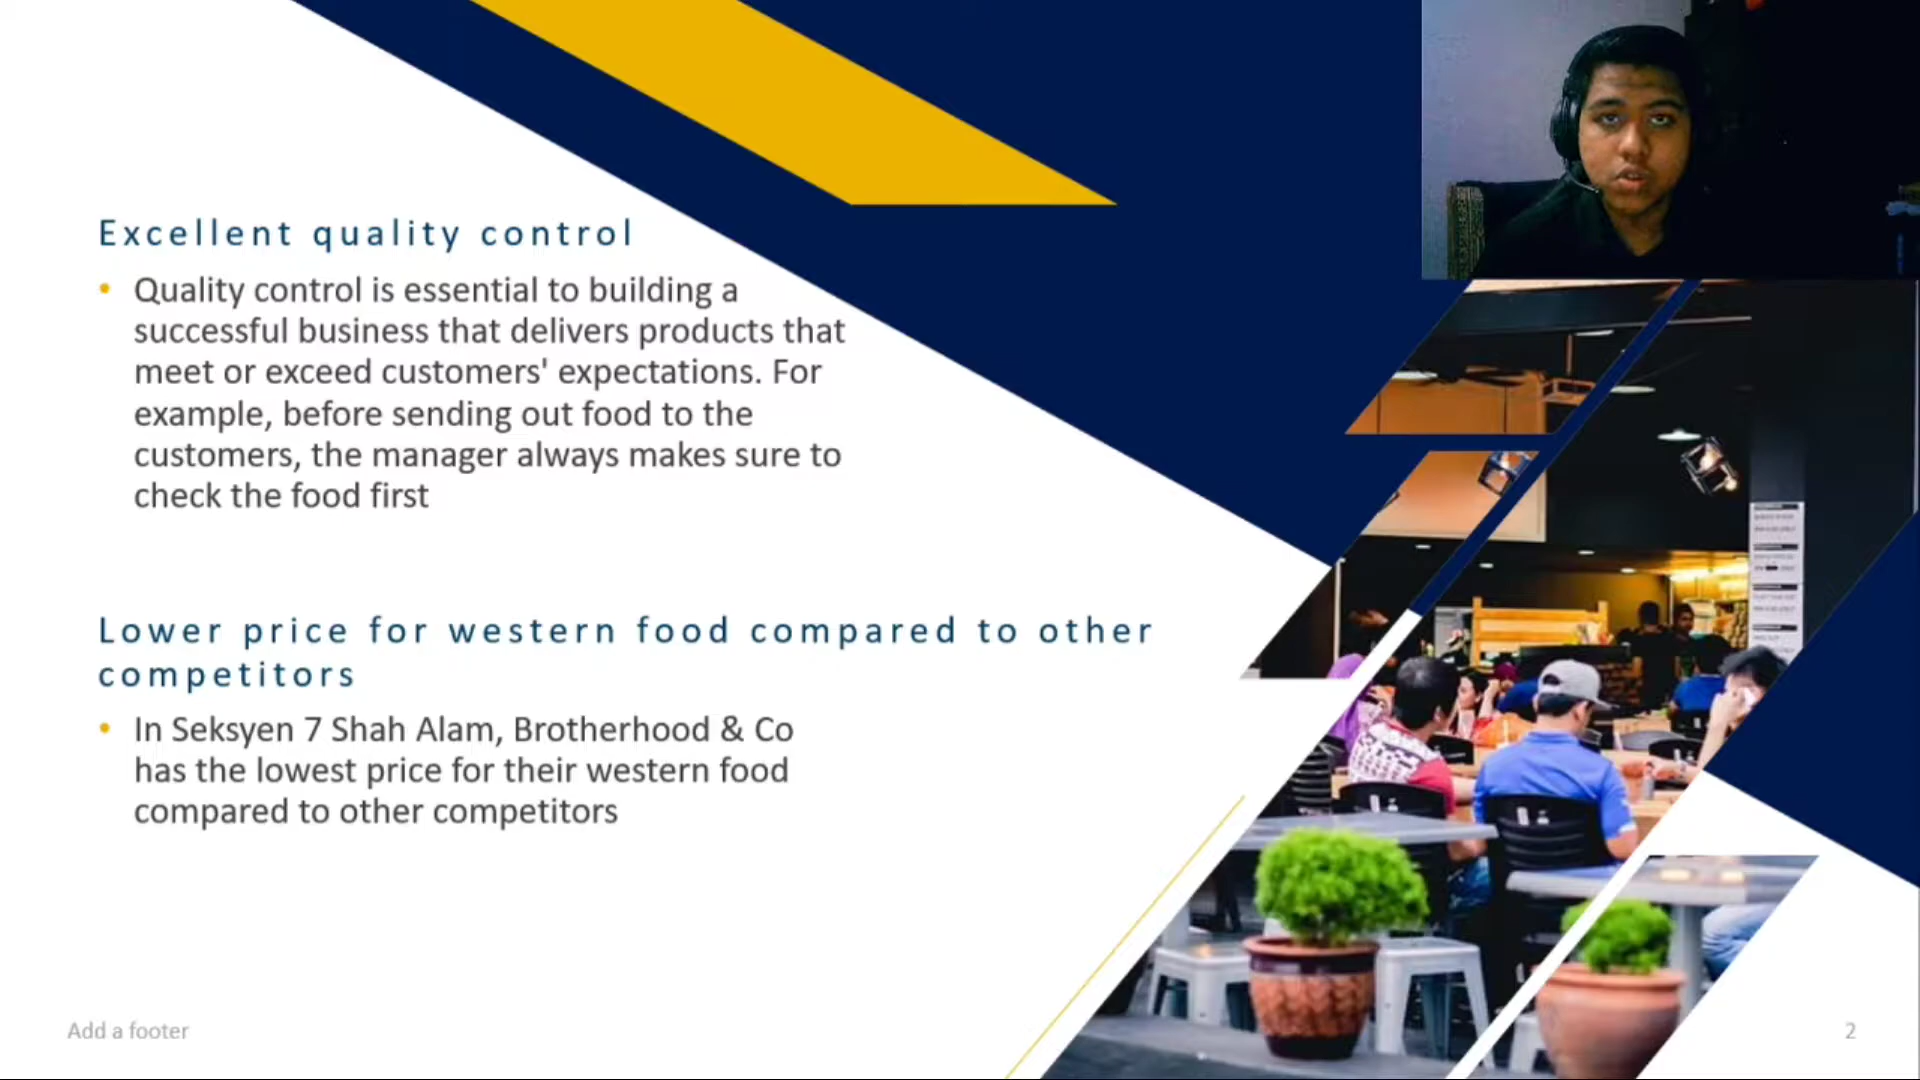 Excellent quality control
• Quality control is essential to building a
successful business that delivers products that
meet or exceed customers' expectations. For
example, before sending out food to the
customers, the manager always makes sure to
check the food first
Lower price for western food compared to other
competitors
• In Seksyen 7 Shah Alam, Brotherhood & Co
has the lowest price for their western food
compared to other competitors
Add a footer
2